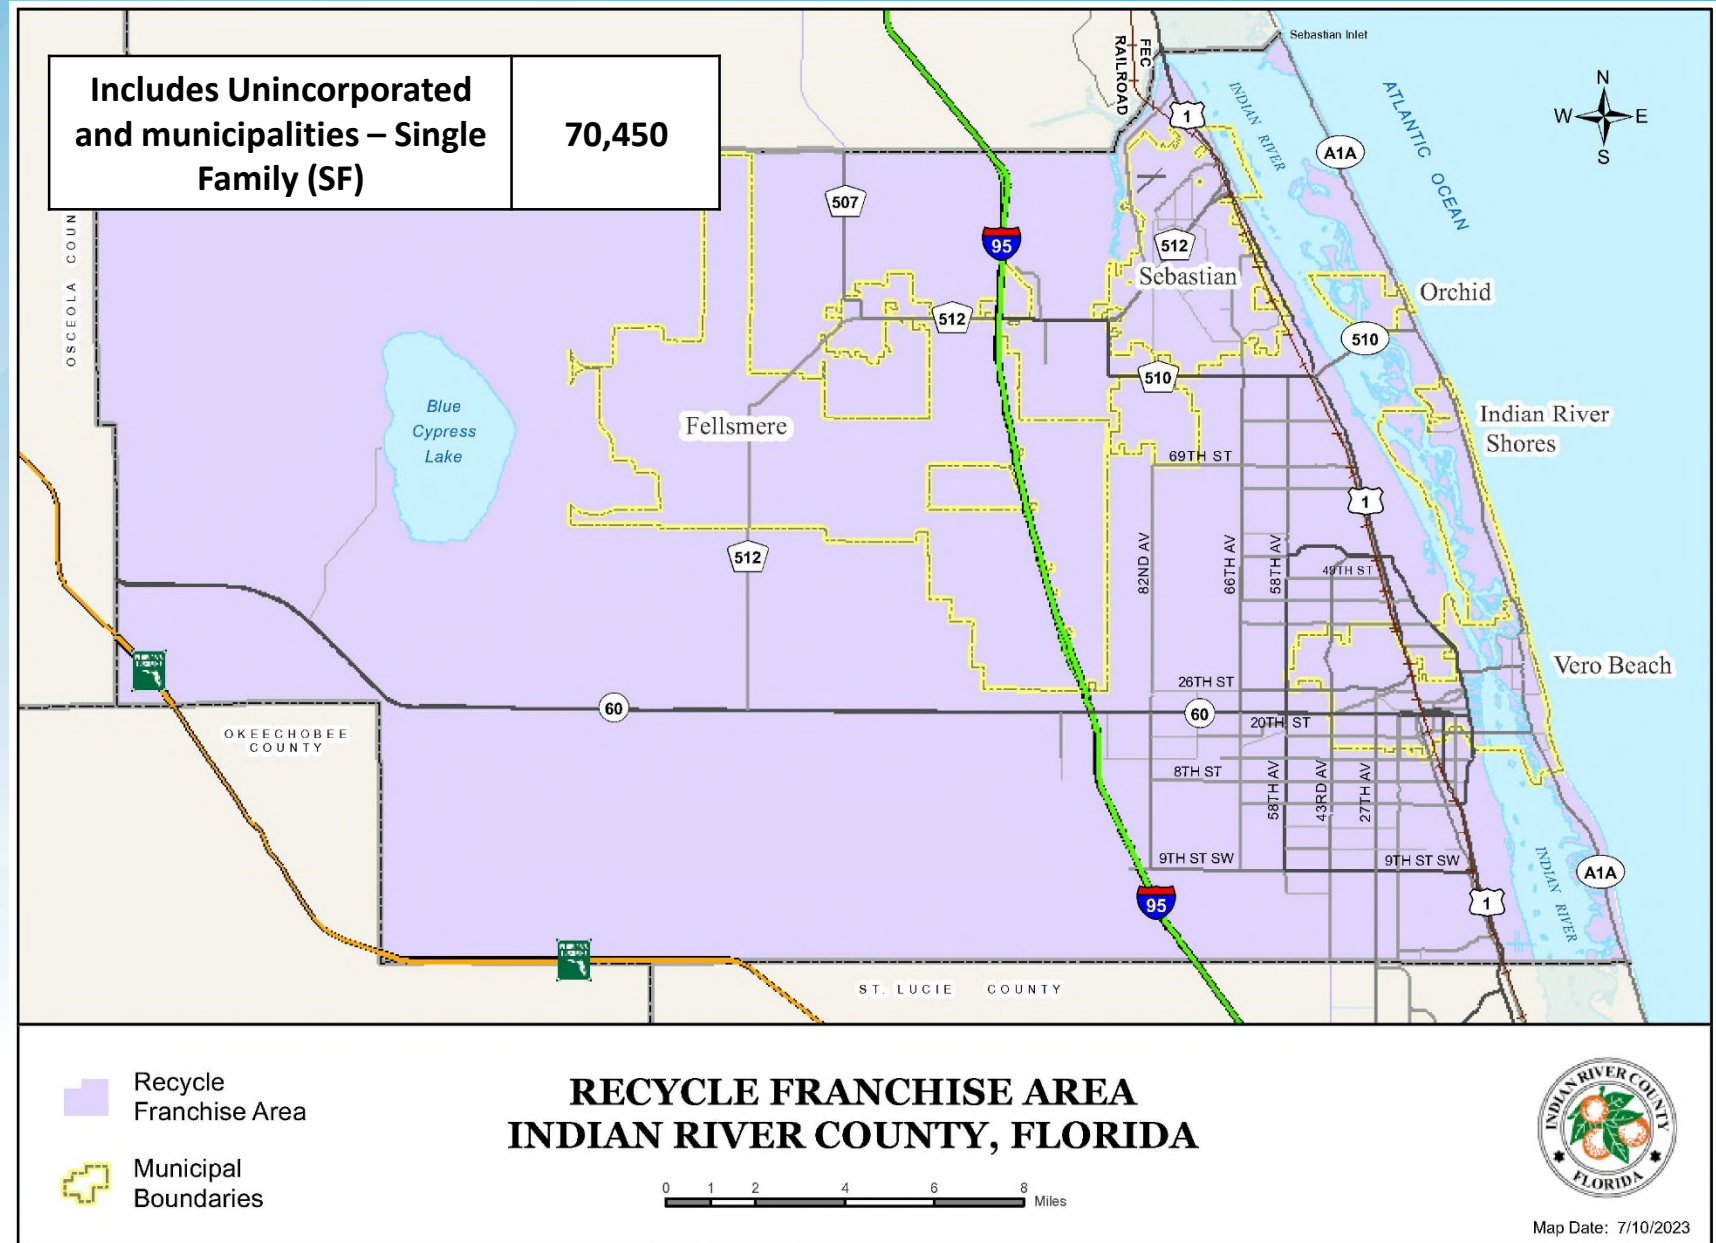 Includes Unincorporated
and municipalities – Single
Family (SF)
70,450
Sebastian Inlet
FEC
RAILROAD
INDIAN RIVER
ATLANTIC OCEAN
N
W
E
S
1
A1A
507
95
512
Sebastian
Orchid
OSCEOLA COUN
512
510
510
Blue
Cypress
Lake
Fellsmere
Indian River
Shores
69TH ST
1
512
82ND AV
66TH AV
58TH AV
49TH ST
Vero Beach
26TH ST
60
60
20TH ST
OKEECHOBEE
COUNTY
8TH ST
58TH AV
43RD AV
27TH AV
9TH ST SW
9TH ST SW
INDIAN RIVER
A1A
95
1
ST. LUCIE COUNTY
Recycle
Franchise Area
Municipal
Boundaries
RECYCLE FRANCHISE AREA
INDIAN RIVER COUNTY, FLORIDA
0 1 2 4 6 8
Miles
INDIAN RIVER COUNTY
FLORIDA
Map Date: 7/10/2023